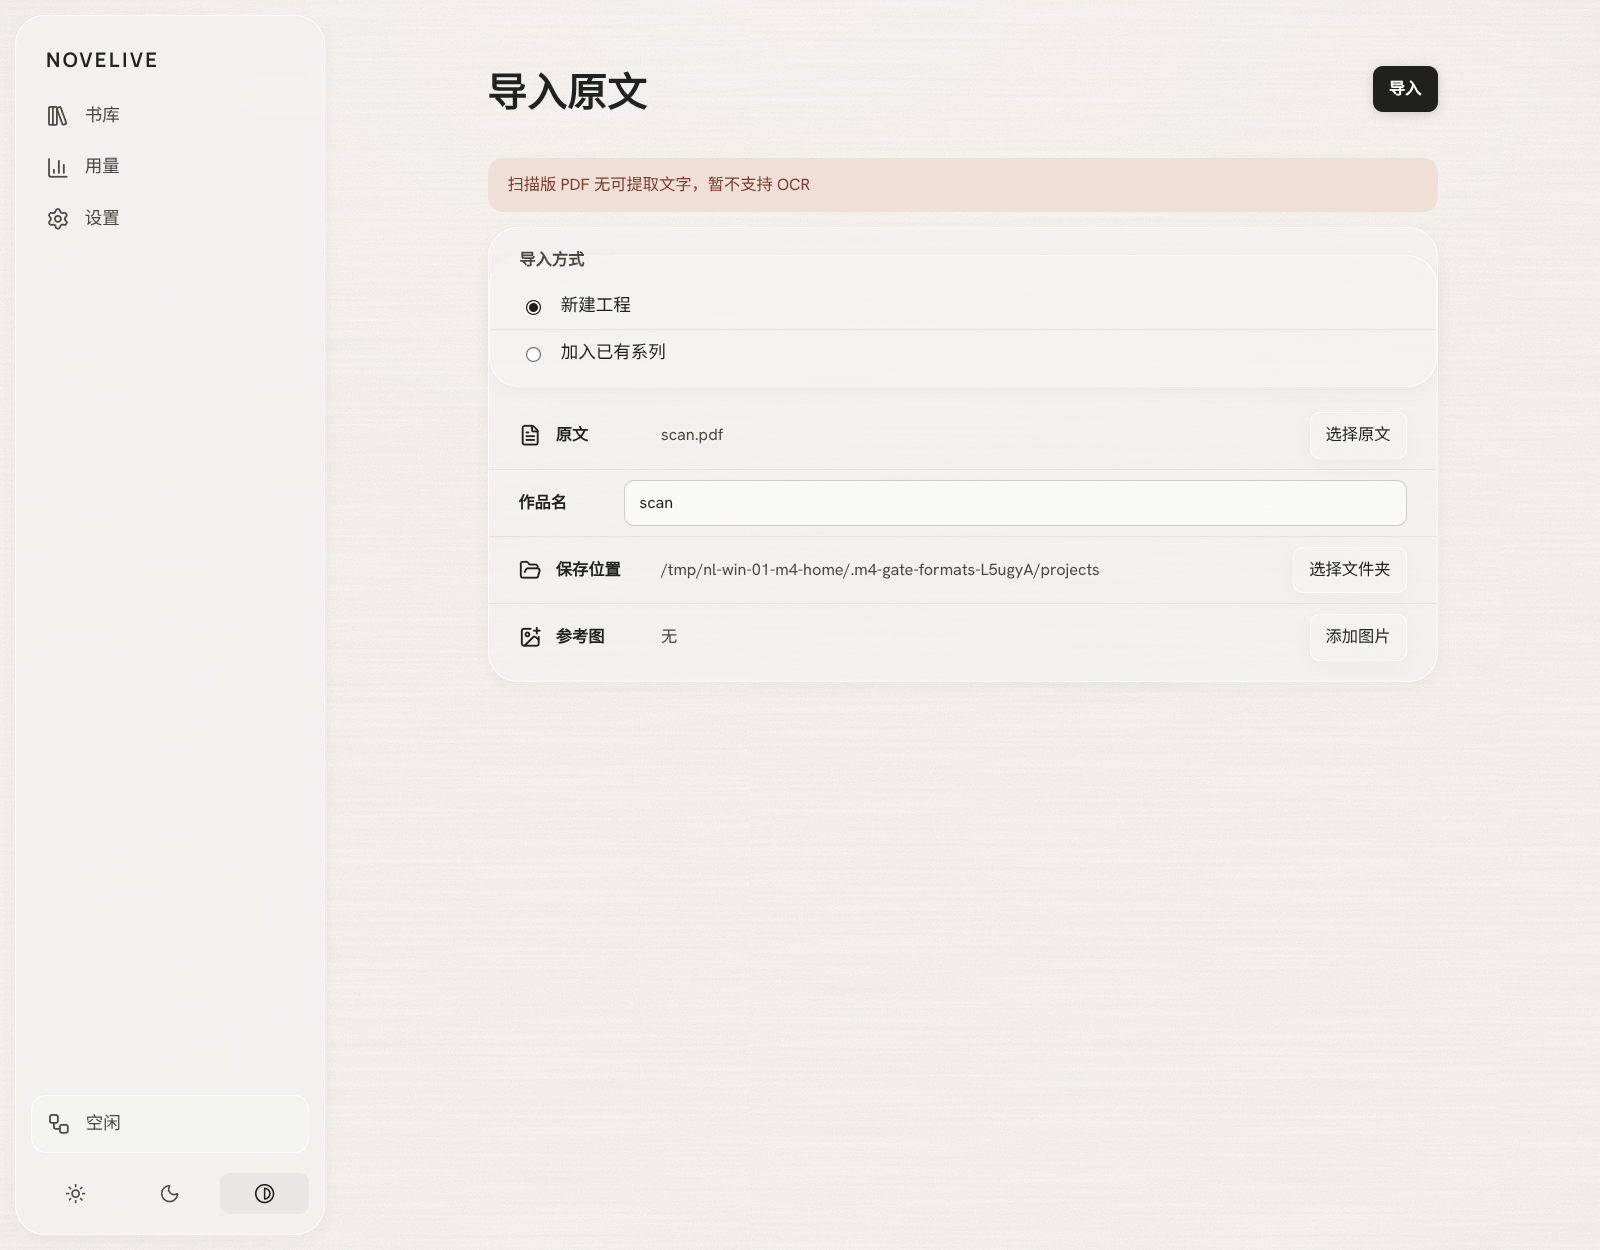 NOVELIVE
书库
用量
设置
空闲
导入原文
导入
扫描版 PDF 无可提取文字，暂不支持 OCR
导入方式
新建工程
加入已有系列
原文 scan.pdf 选择原文
作品名 scan
保存位置 /tmp/nl-win-01-m4-home/.m4-gate-formats-L5ugyA/projects 选择文件夹
参考图 无 添加图片